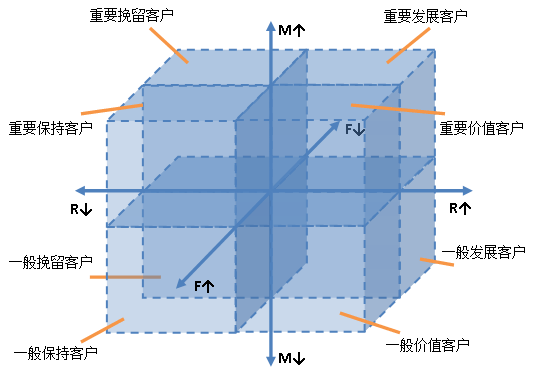 重要挽留客户
重要发展客户
M↑
重要保持客户
F↓
重要价值客户
R↓
R↑
一般挽留客户
一般发展客户
F↑
一般保持客户
一般价值客户
M↓